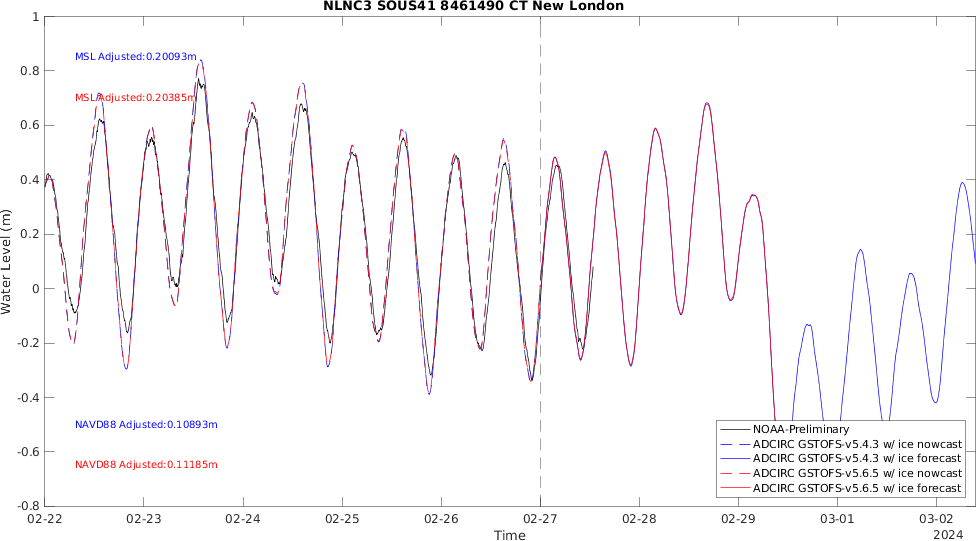 NLNC3 SOUS41 8461490 CT New London
1
0.8
0.6
0.4
0.2
0
-0.2
-0.4
-0.6
-0.8
Water Level (m)
MSL Adjusted:0.20093m
MSL Adjusted:0.20385m
NAVD88 Adjusted:0.10893m
NAVD88 Adjusted:0.11185m
NOAA-Preliminary
ADCIRC GSTOFS-v5.4.3 w/ ice nowcast
ADCIRC GSTOFS-v5.4.3 w/ ice forecast
ADCIRC GSTOFS-v5.6.5 w/ ice nowcast
ADCIRC GSTOFS-v5.6.5 w/ ice forecast
02-22 02-23 02-24 02-25 02-26 02-27 02-28 02-29 03-01 03-02
Time
2024